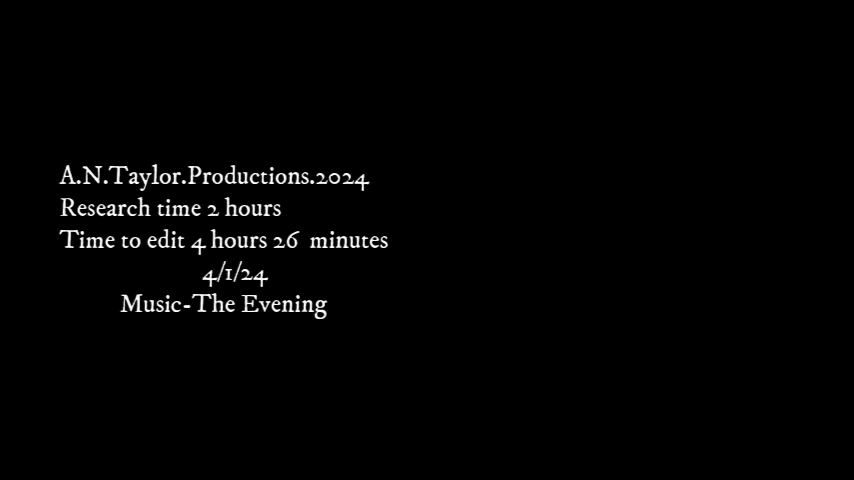 A.N.Taylor.Productions.2024
Research time 2 hours
Time to edit 4 hours 26 minutes
4/1/24
Music-The Evening